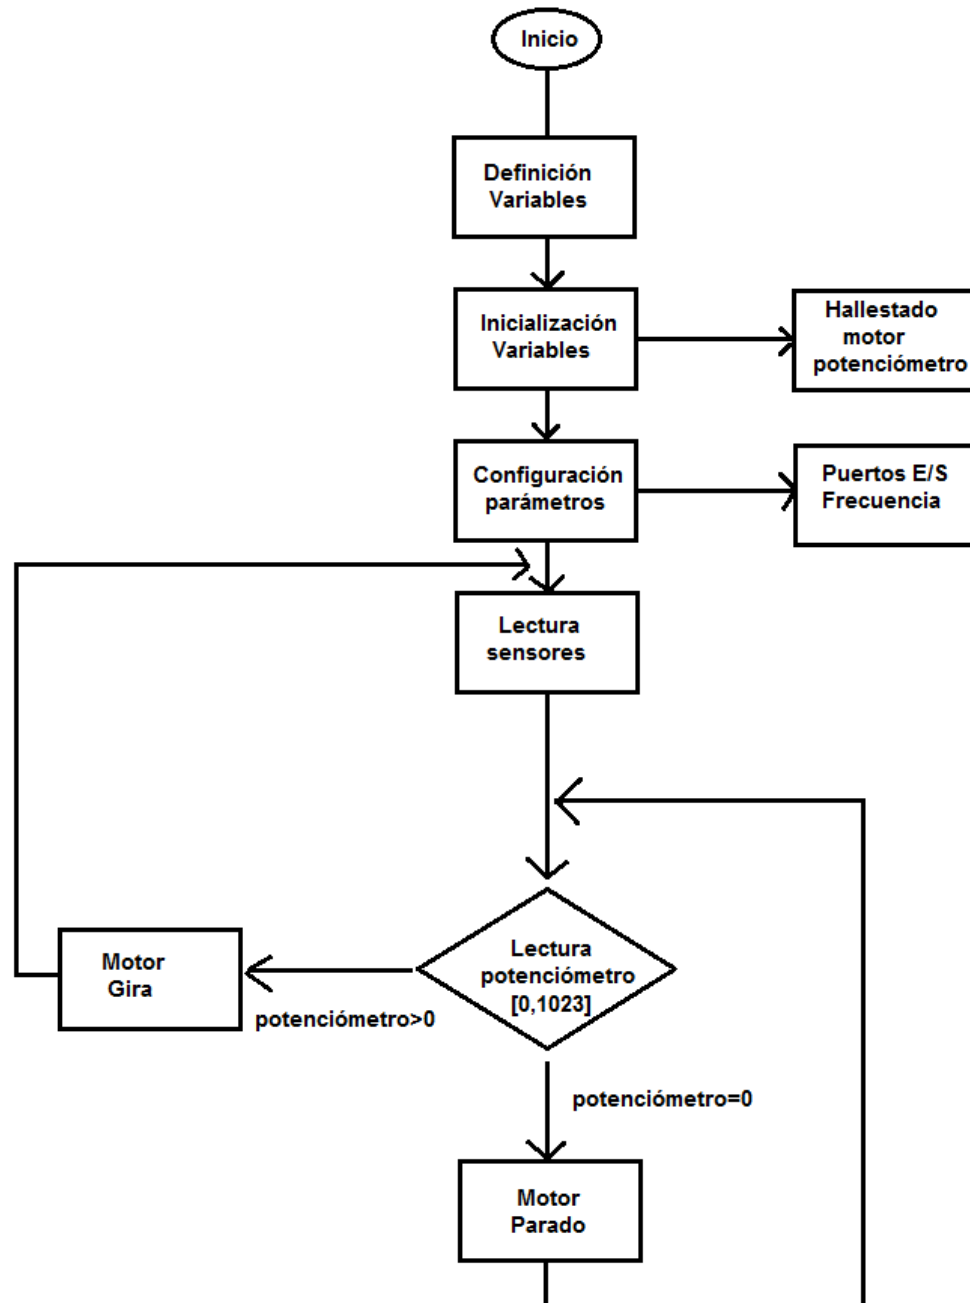 Inicio
Definición
Variables
Inicialización
Variables
Hallestado
motor
potenciómetro
Configuración
parámetros
Puertos E/S
Frecuencia
Lectura
sensores
Lectura
potenciómetro
[0,1023]
Motor
Gira
potenciómetro>0
potenciómetro=0
Motor
Parado